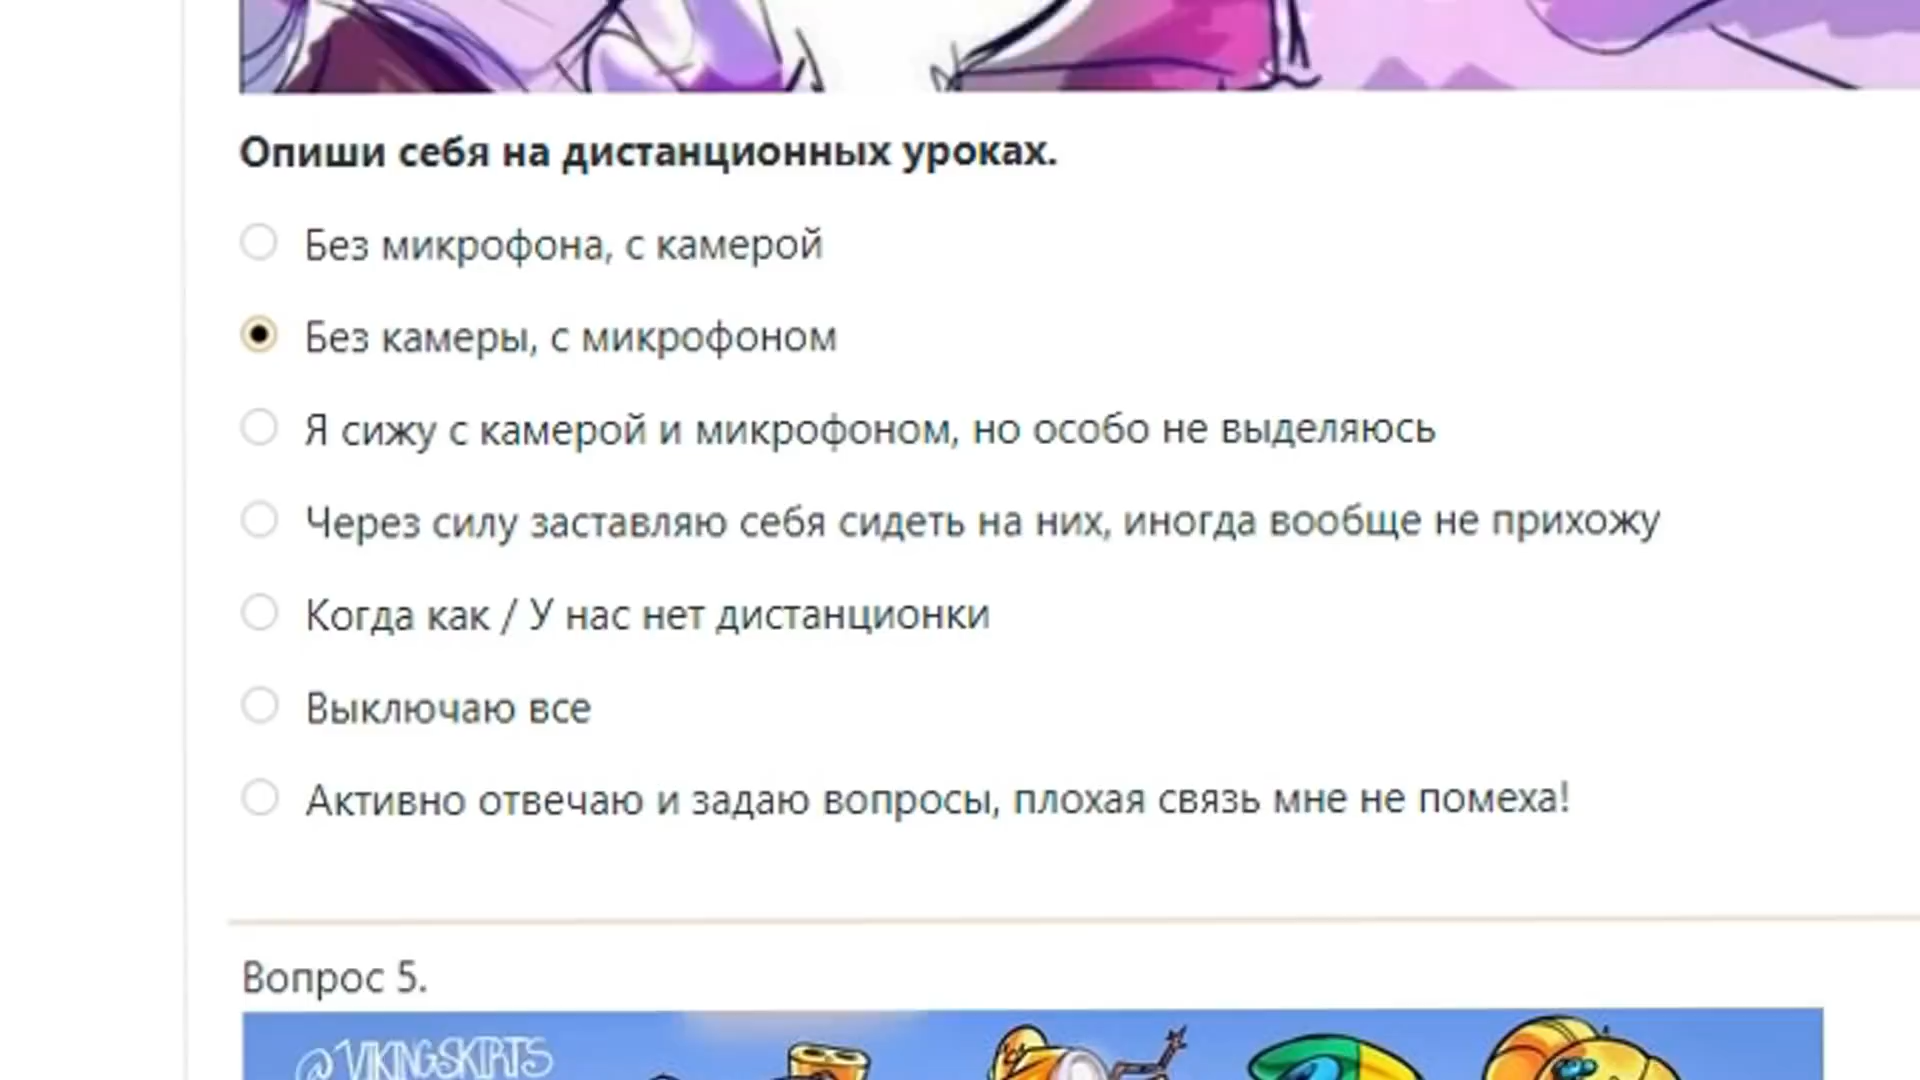 Опиши себя на дистанционных уроках.
Без микрофона, с камерой
Без камеры, с микрофоном
Я сижу с камерой и микрофоном, но особо не выделяюсь
Через силу заставляю себя сидеть на них, иногда вообще не прихожу
Когда как / У нас нет дистанционки
Выключаю все
Активно отвечаю и задаю вопросы, плохая связь мне не помеха!
Вопрос 5.
@VIKINGSKIRTS